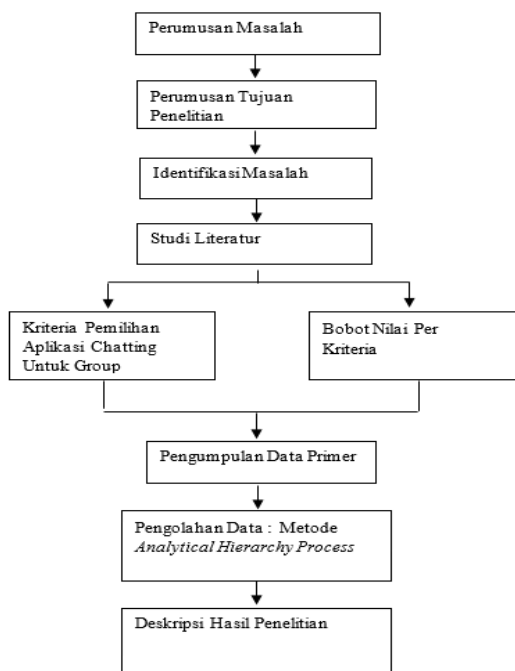 Perumusan Masalah
Perumusan Tujuan
Penelitian
Identifikasi Masalah
Studi Literatur
Kriteria Pemilihan
Aplikasi Chatting
Untuk Group
Bobot Nilai Per
Kriteria
Pengumpulan Data Primer
Pengolahan Data : Metode
Analytical Hierarchy Process
Deskripsi Hasil Penelitian